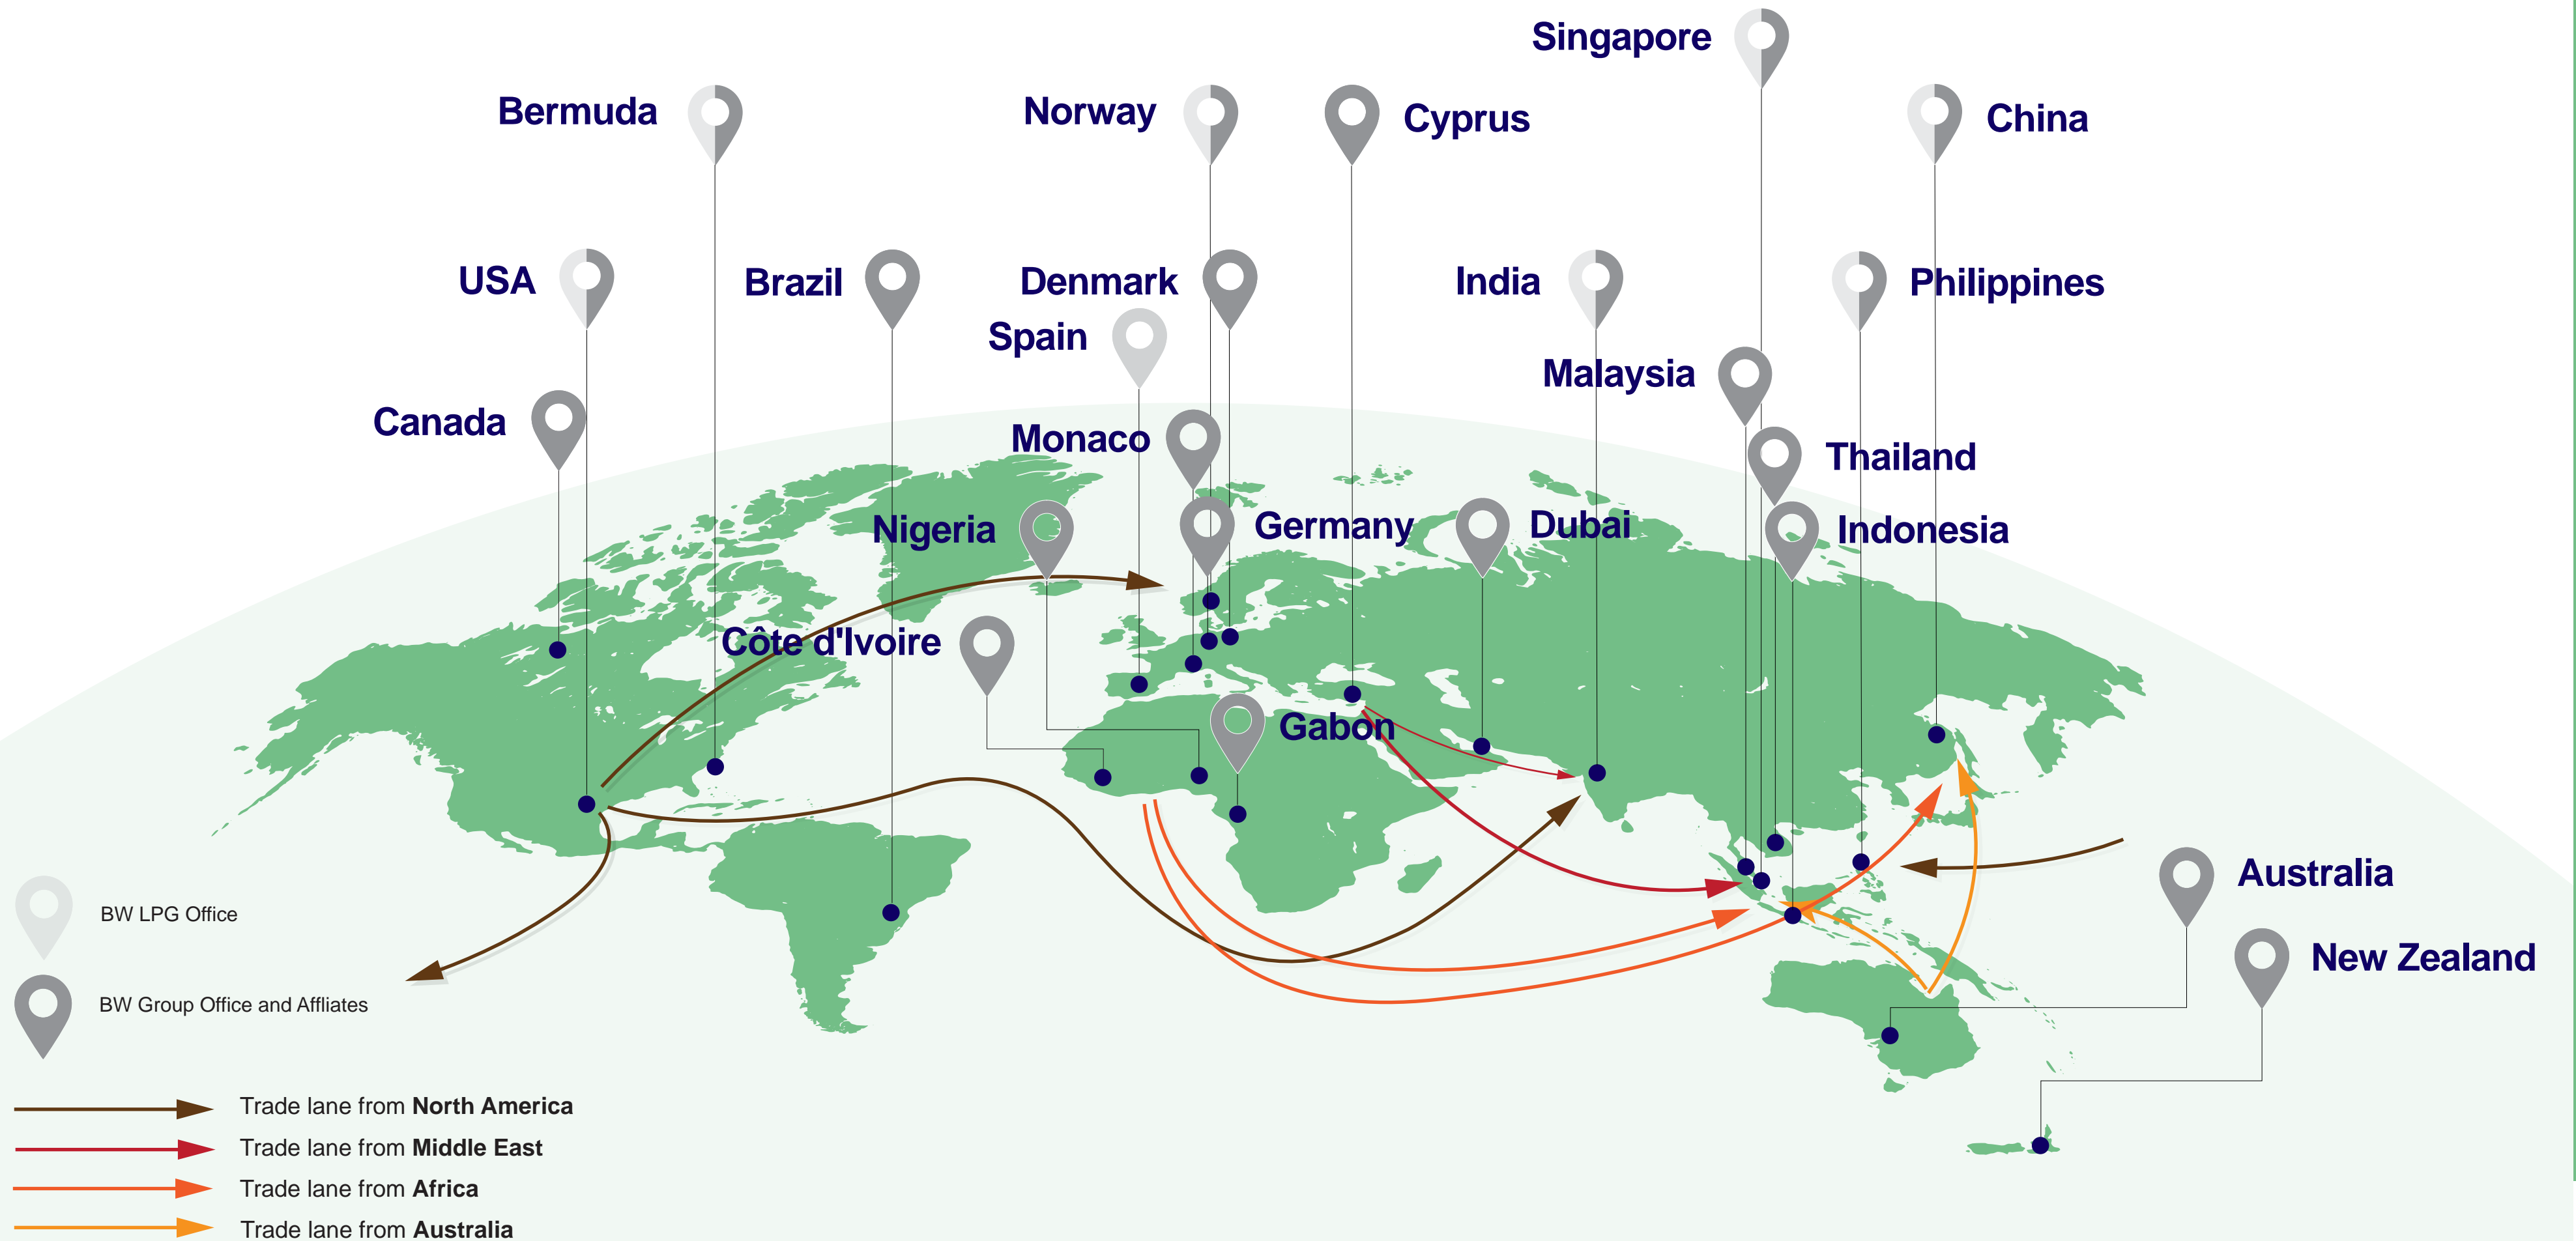 Singapore
Bermuda
Norway
Cyprus
China
USA
Brazil
Denmark
India
Philippines
Spain
Malaysia
Canada
Monaco
Thailand
Nigeria
Germany
Dubai
Indonesia
Côte d'Ivoire
Gabon
Australia
New Zealand
BW LPG Office
BW Group Office and Affliates
Trade lane from North America
Trade lane from Middle East
Trade lane from Africa
Trade lane from Australia